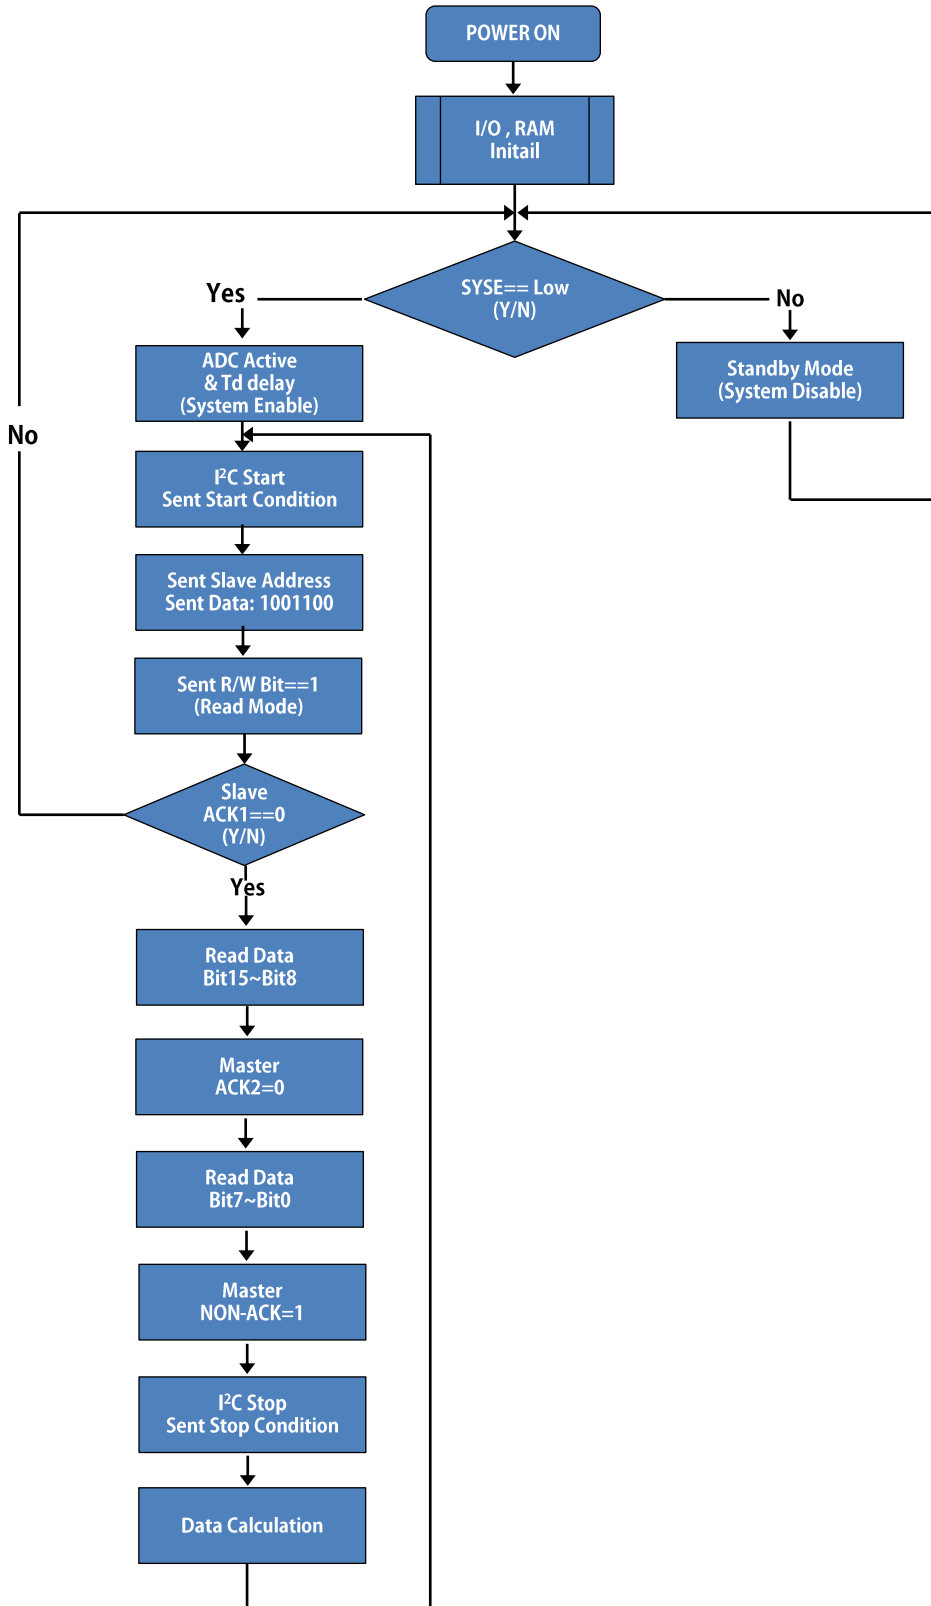 POWER ON
I/O , RAM
Initail
SYSE== Low
(Y/N)
Yes
No
ADC Active
& Td delay
(System Enable)
Standby Mode
(System Disable)
No
I²C Start
Sent Start Condition
Sent Slave Address
Sent Data: 1001100
Sent R/W Bit==1
(Read Mode)
Slave
ACK1==0
(Y/N)
Yes
Read Data
Bit15~Bit8
Master
ACK2=0
Read Data
Bit7~Bit0
Master
NON-ACK=1
I²C Stop
Sent Stop Condition
Data Calculation